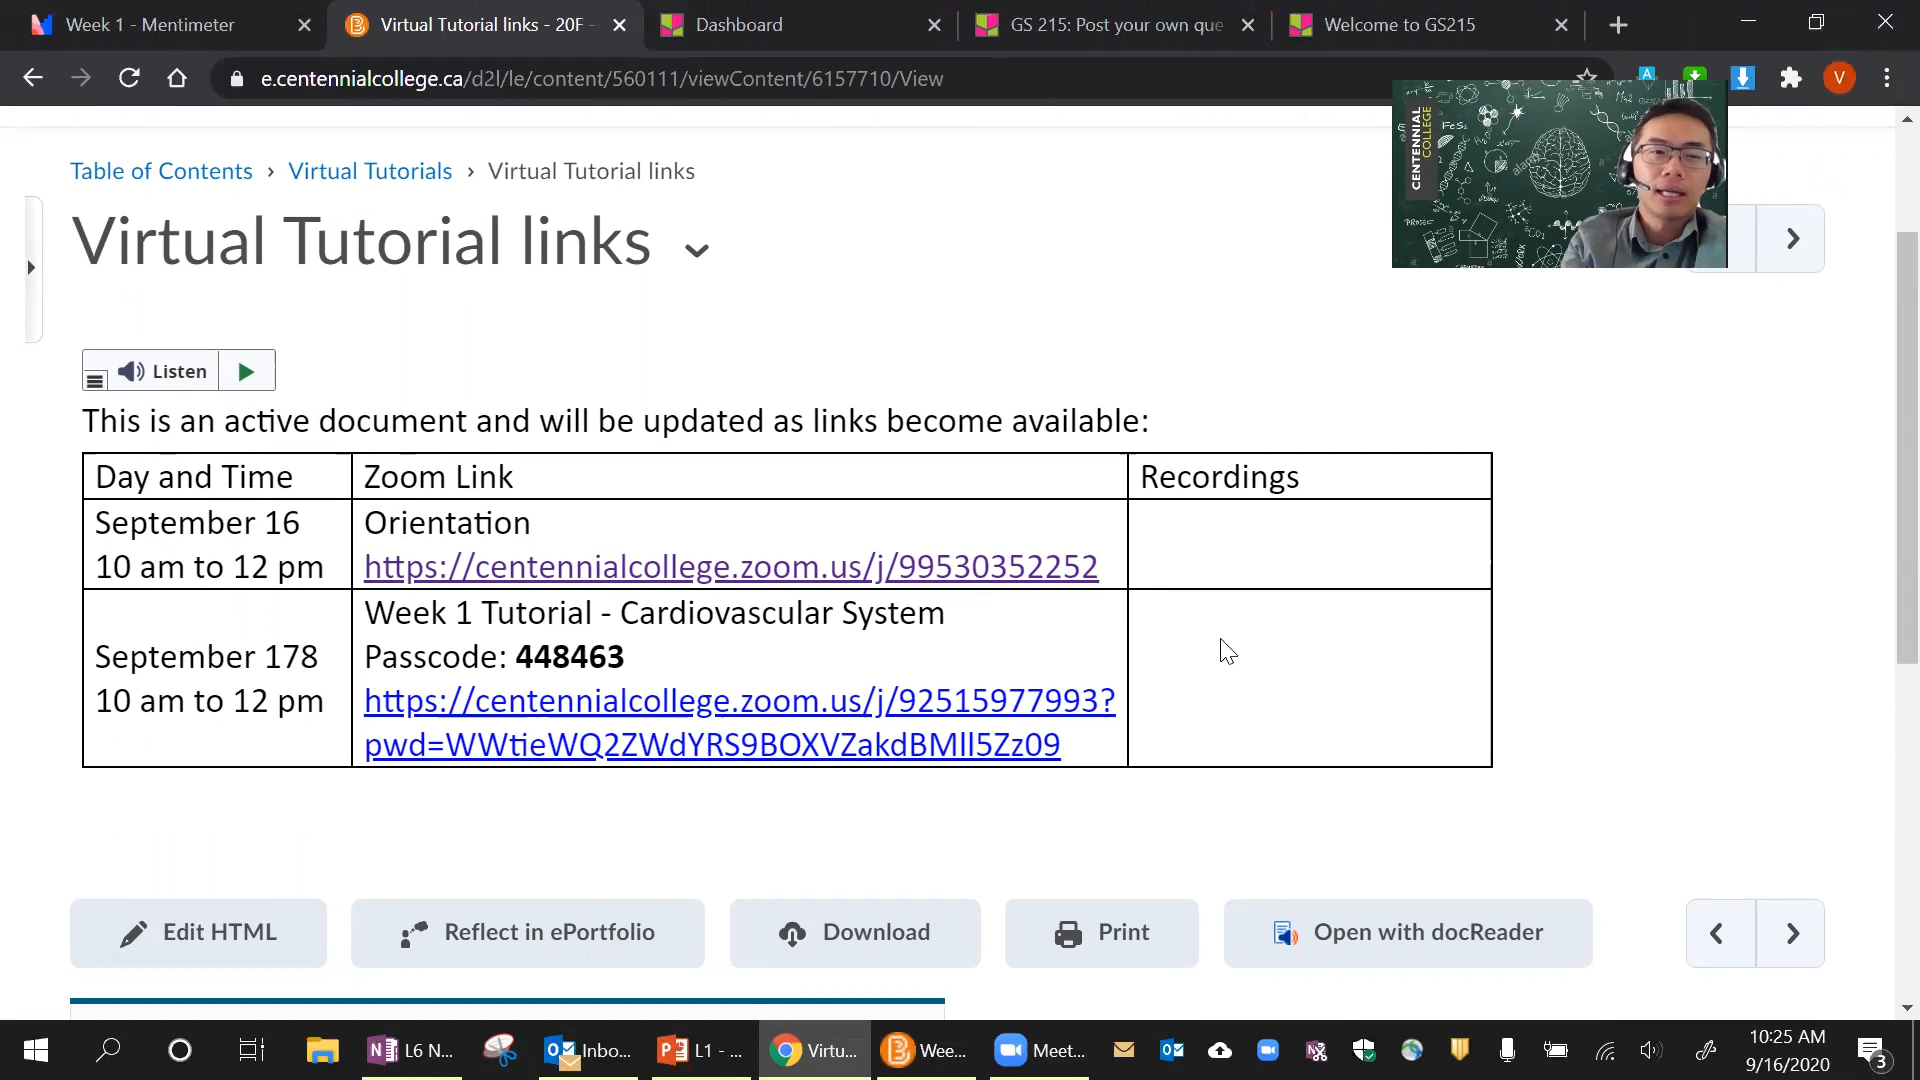 Week 1 - Mentimeter
Virtual Tutorial links - 20F -
Dashboard
GS 215: Post your own que
Welcome to GS215
e.centennialcollege.ca/d2l/le/content/560111/viewContent/6157710/View
A
V
CENTENNIAL
COLLEGE
FeS₂
Table of Contents › Virtual Tutorials › Virtual Tutorial links
Virtual Tutorial links
Listen
This is an active document and will be updated as links become available:
Day and Time
Zoom Link
Recordings
September 16
10 am to 12 pm
Orientation
https://centennialcollege.zoom.us/j/99530352252
September 178
10 am to 12 pm
Week 1 Tutorial - Cardiovascular System
Passcode: 448463
https://centennialcollege.zoom.us/j/92515977993?
pwd=WWtieWQ2ZWdYRS9BOXVZakdBMll5Zz09
Edit HTML
Reflect in ePortfolio
Download
Print
Open with docReader
L6 N...
Inbo...
L1 - ...
Virtu...
Wee...
Meet...
10:25 AM
9/16/2020
3